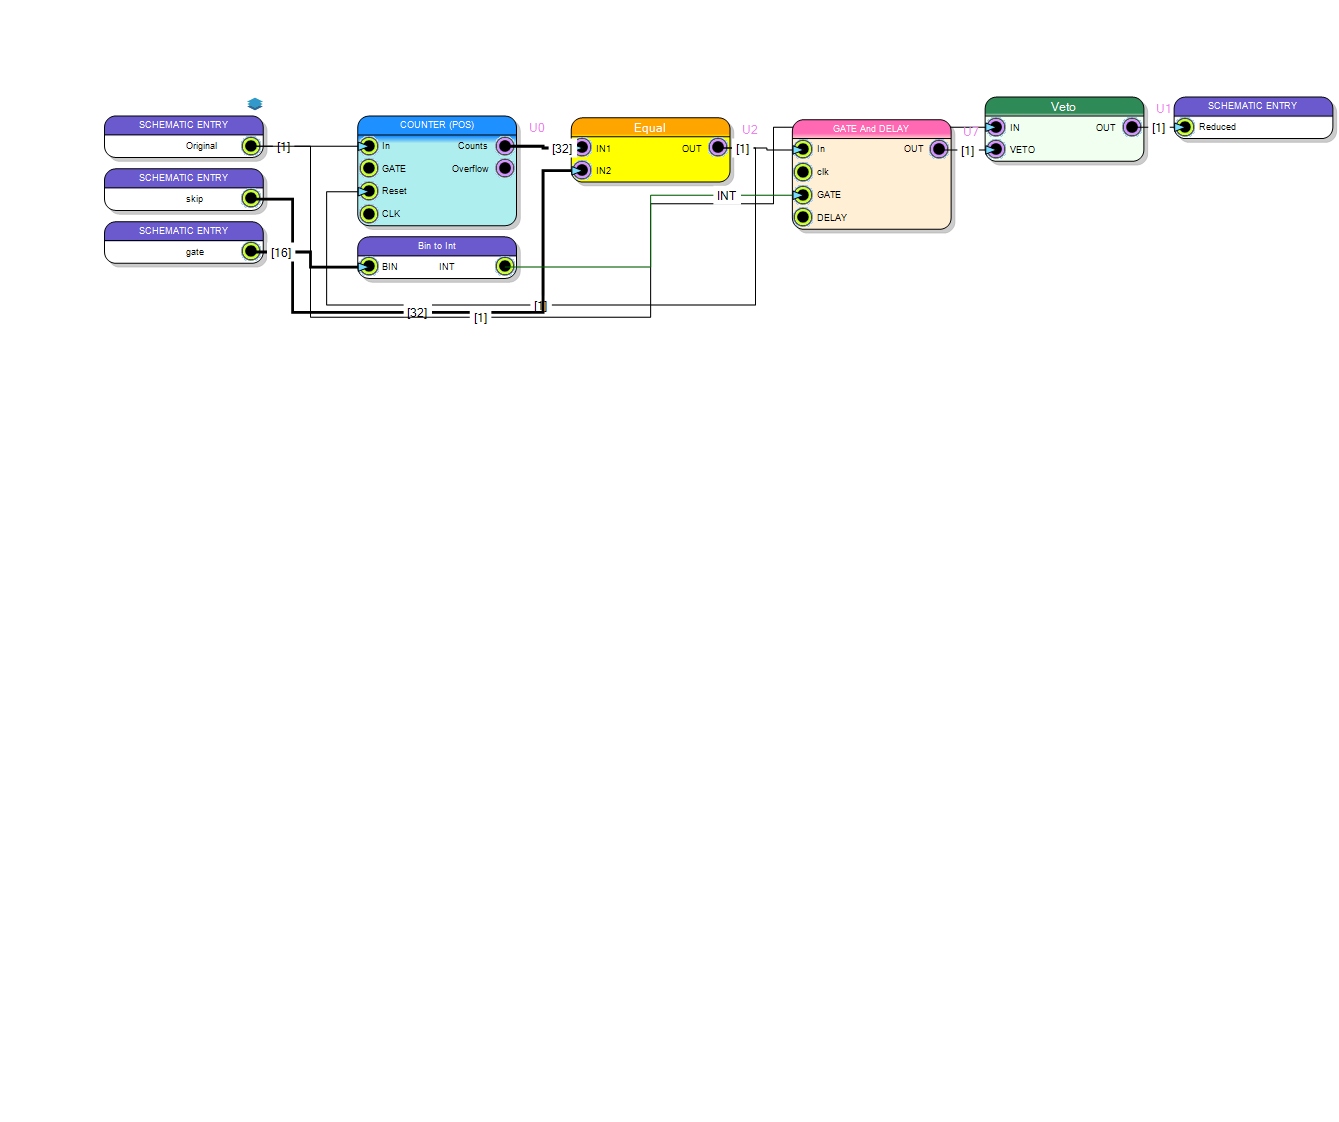 SCHEMATIC ENTRY
Original
[1]
SCHEMATIC ENTRY
skip
SCHEMATIC ENTRY
gate
[16]
COUNTER (POS)
U0
In
Counts
GATE
Overflow
Reset
CLK
Bin to Int
BIN
INT
[32]
[1]
[1]
[32]
Equal
U2
IN1
OUT
IN2
[1]
INT
GATE And DELAY
U7
In
OUT
clk
GATE
DELAY
[1]
Veto
U1
IN
OUT
VETO
[1]
SCHEMATIC ENTRY
Reduced